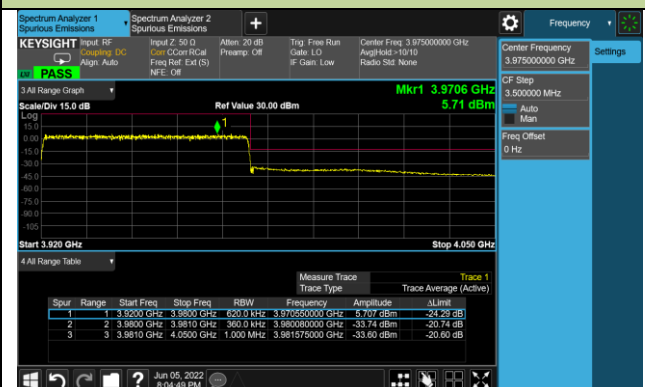 Spectrum Analyzer 1
Spurious Emissions
Spectrum Analyzer 2
Spurious Emissions
+
Frequency
KEYSIGHT
Input: RF
Coupling: DC
Align: Auto
Input Z: 50 Ω
Corr CCorr RCal
Freq Ref: Ext (S)
NFE: Off
Atten: 20 dB
Preamp: Off
Trig: Free Run
Gate: LO
IF Gain: Low
Center Freq: 3.975000000 GHz
Avg|Hold:>10/10
Radio Std: None
PASS
Center Frequency
3.975000000 GHz
Settings
CF Step
3.500000 MHz
Auto
Man
Freq Offset
0 Hz
3 All Range Graph
Mkr1 3.9706 GHz
5.71 dBm
Scale/Div 15.0 dB
Ref Value 30.00 dBm
Log
15.0
0.00
-15.0
-30.0
-45.0
-60.0
-75.0
-90.0
-105
1
Start 3.920 GHz
Stop 4.050 GHz
4 All Range Table
Measure Trace Trace 1
Trace Type Trace Average (Active)
Spur Range Start Freq Stop Freq RBW Frequency Amplitude ΔLimit
1 1 3.9200 GHz 3.9800 GHz 620.0 kHz 3.970550000 GHz 5.707 dBm -24.29 dB
2 2 3.9800 GHz 3.9810 GHz 360.0 kHz 3.980080000 GHz -33.74 dBm -20.74 dB
3 3 3.9810 GHz 4.0500 GHz 1.000 MHz 3.981575000 GHz -33.60 dBm -20.60 dB
?
Jun 05, 2022
8:04:49 PM